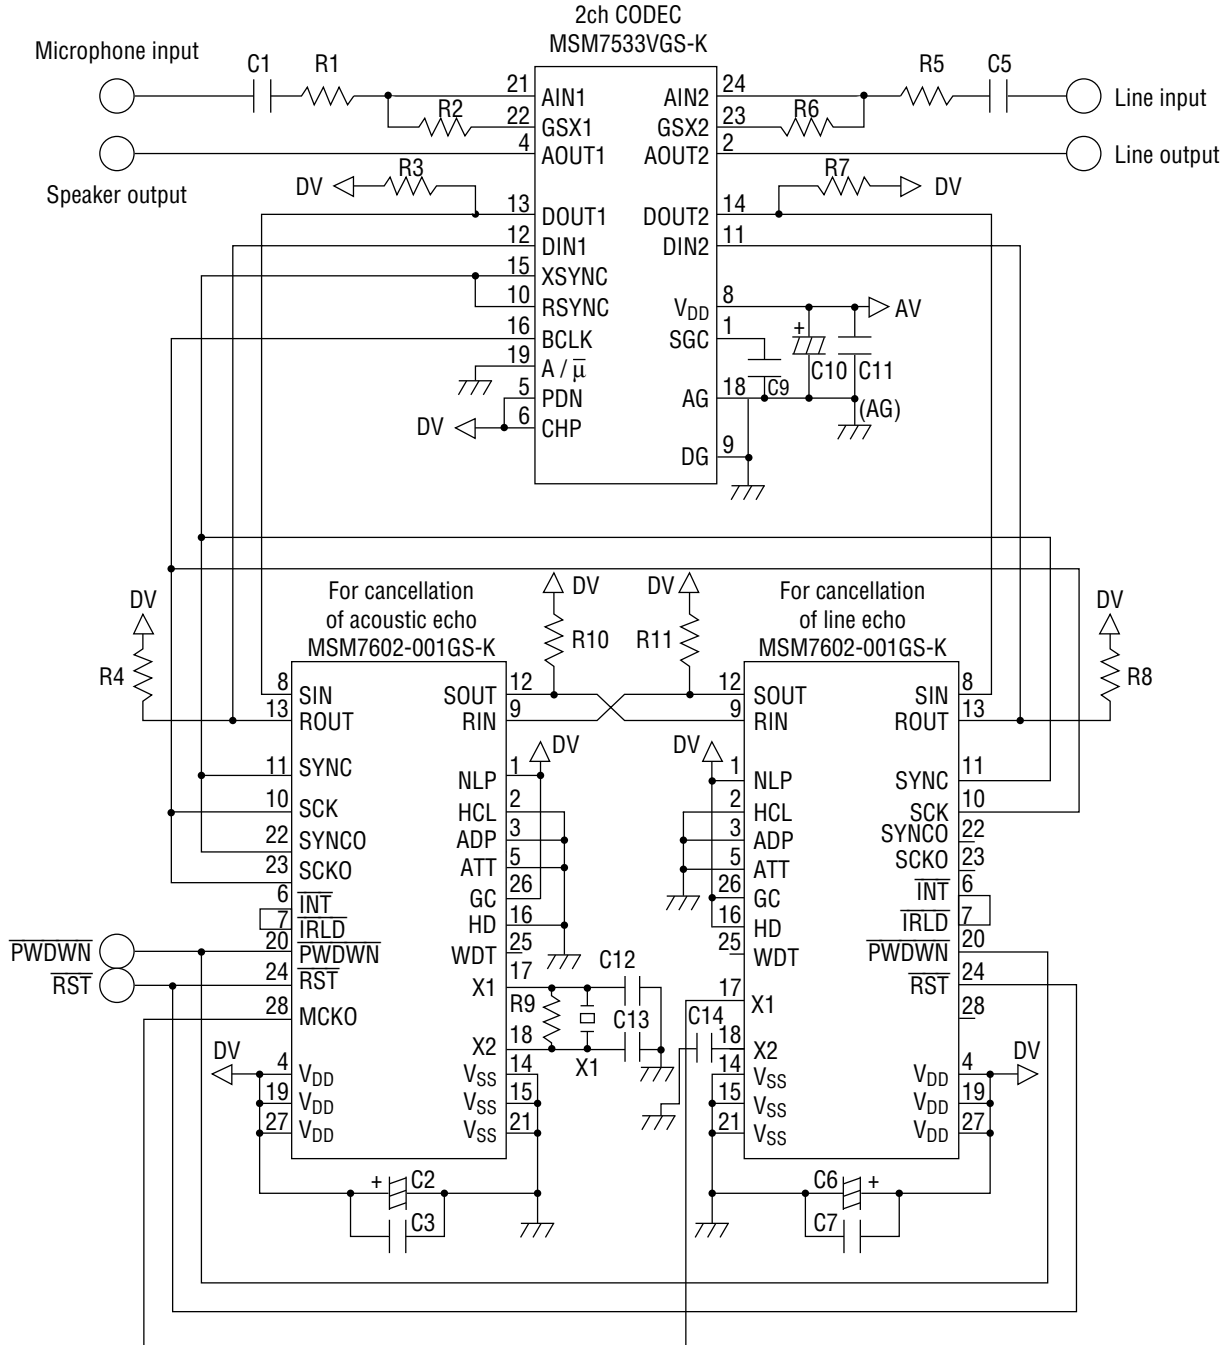 2ch CODEC
MSM7533VGS-K
Microphone input
C1 R1
R2
21 AIN1
22 GSX1
4 AOUT1
Speaker output
DV R3
13 DOUT1
12 DIN1
15 XSYNC
10 RSYNC
16 BCLK
19 A / μ̅
5 PDN
DV 6 CHP
AIN2 24
GSX2 23
AOUT2 2
R6
R5 C5
Line input
Line output
R7 DV
DOUT2 14
DIN2 11
VDD 8 AV
SGC 1
+
C9 C10 C11
AG 18 (AG)
DG 9
For cancellation
of acoustic echo
MSM7602-001GS-K
DV
R4
8 SIN
13 ROUT
11 SYNC
10 SCK
22 SYNCO
23 SCKO
6 I̅N̅T̅
7 I̅R̅L̅D̅
P̅W̅D̅W̅N̅ 20 P̅W̅D̅W̅N̅
R̅S̅T̅ 24 R̅S̅T̅
28 MCKO
DV 4 VDD
19 VDD
27 VDD
SOUT 12
RIN 9
NLP 1 DV
HCL 2
ADP 3
ATT 5
GC 26
HD 16
WDT 25
X1 17
X2 18
VSS 14
VSS 15
VSS 21
R9 C12
C13
X1
+ C2
C3
DV R10
DV R11
For cancellation
of line echo
MSM7602-001GS-K
12 SOUT
9 RIN
DV 1 NLP
2 HCL
3 ADP
5 ATT
26 GC
16 HD
25 WDT
17 X1
C14 18 X2
14 VSS
15 VSS
21 VSS
DV
R8
SIN 8
ROUT 13
SYNC 11
SCK 10
SYNCO 22
SCKO 23
I̅N̅T̅ 6
I̅R̅L̅D̅ 7
P̅W̅D̅W̅N̅ 20
R̅S̅T̅ 24
28
VDD 4 DV
VDD 19
VDD 27
C6 +
C7